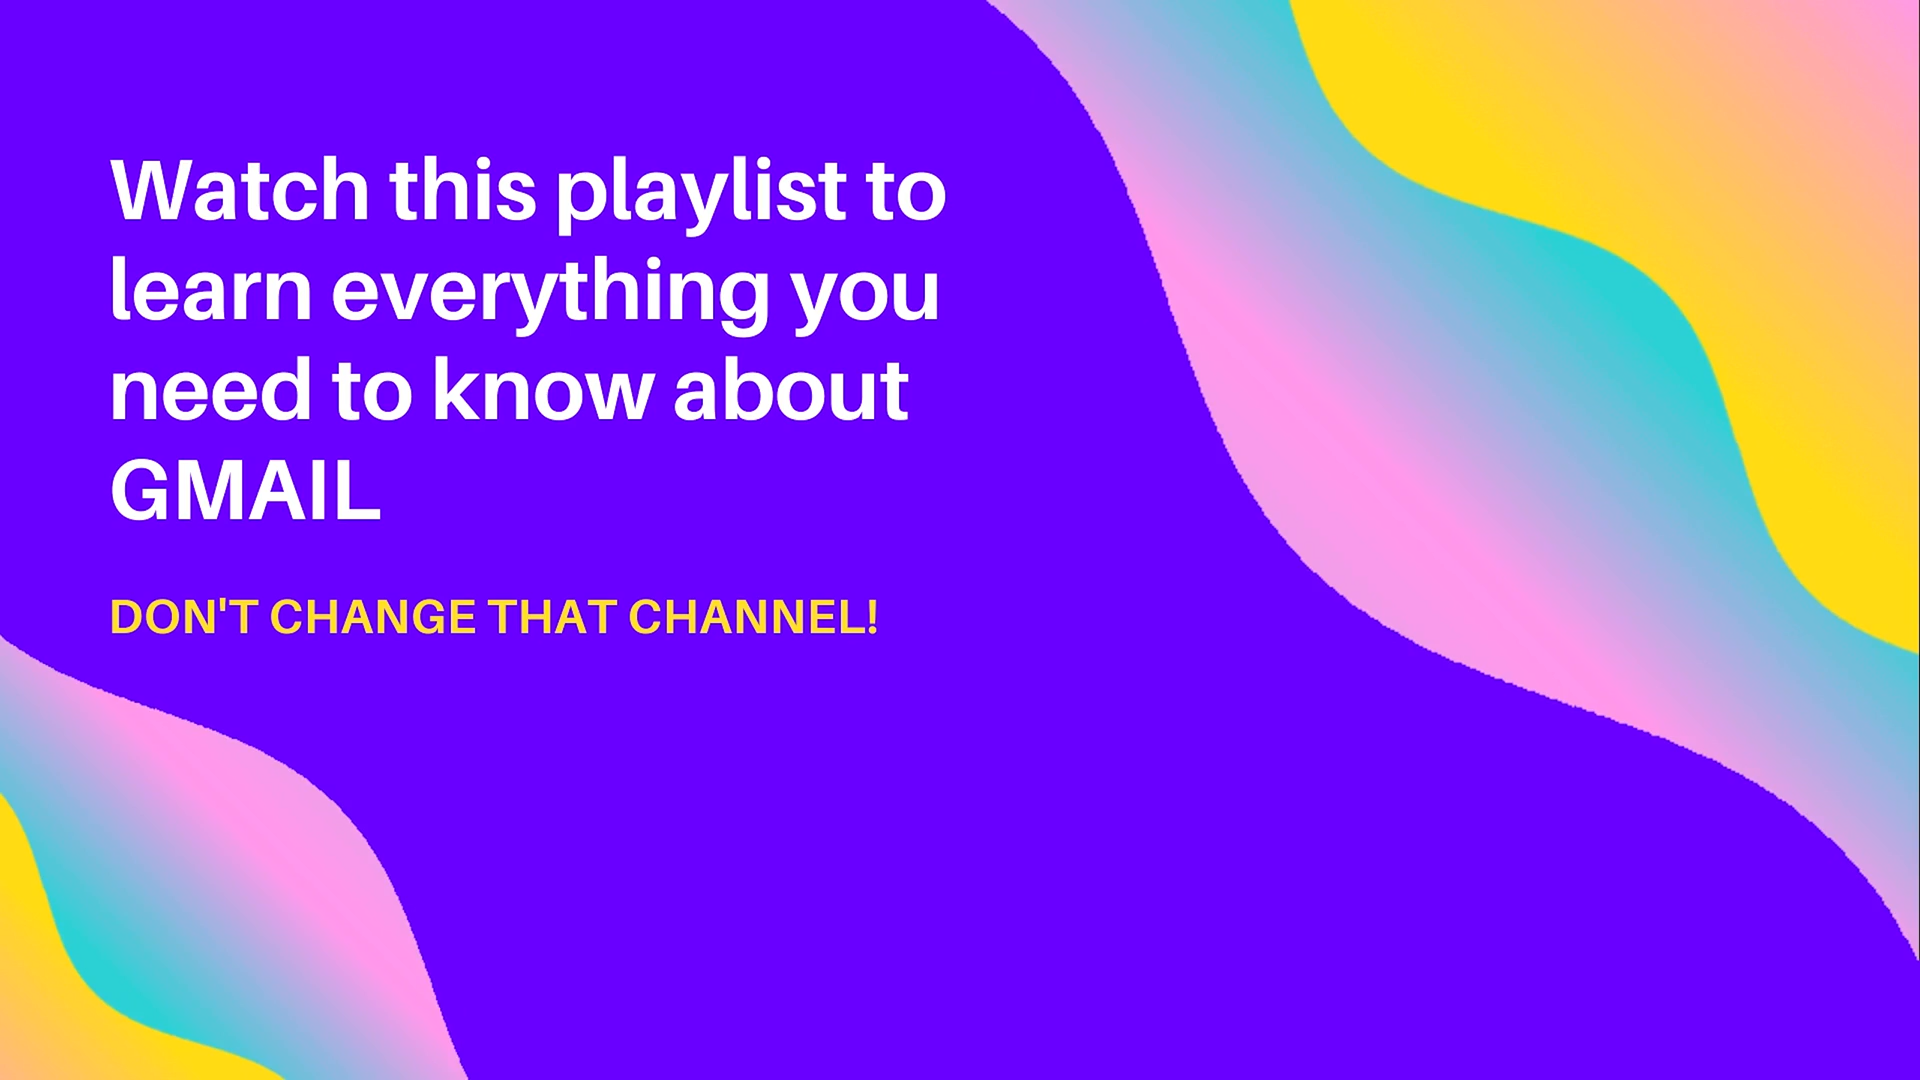 Watch this playlist to
learn everything you
need to know about
GMAIL
DON'T CHANGE THAT CHANNEL!